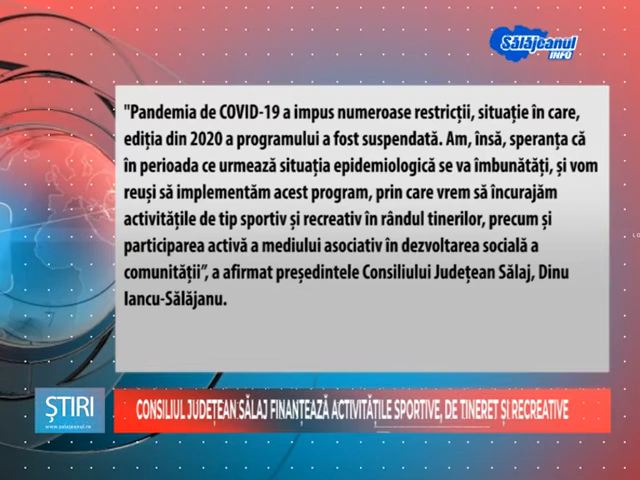 Sălăjeanul
INFO
"Pandemia de COVID-19 a impus numeroase restricții, situație în care,
ediția din 2020 a programului a fost suspendată. Am, însă, speranța că
în perioada ce urmează situația epidemiologică se va îmbunătăți, și vom
reuși să implementăm acest program, prin care vrem să încurajăm
activitățile de tip sportiv și recreativ în rândul tinerilor, precum și
participarea activă a mediului asociativ în dezvoltarea socială a
comunității”, a afirmat președintele Consiliului Județean Sălaj, Dinu
Iancu-Sălăjanu.
ȘTIRI
www.salajeanul.ro
CONSILIUL JUDEȚEAN SĂLAJ FINANȚEAZĂ ACTIVITĂȚILE SPORTIVE, DE TINERET ȘI RECREATIVE